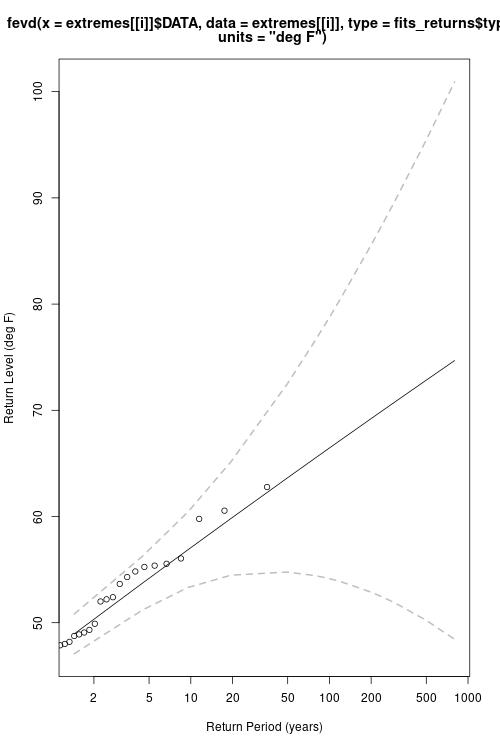 fevd(x = extremes[[i]]$DATA, data = extremes[[i]], type = fits_returns$typ
units = "deg F")
100
90
80
70
60
50
Return Level (deg F)
2 5 10 20 50 100 200 500 1000
Return Period (years)